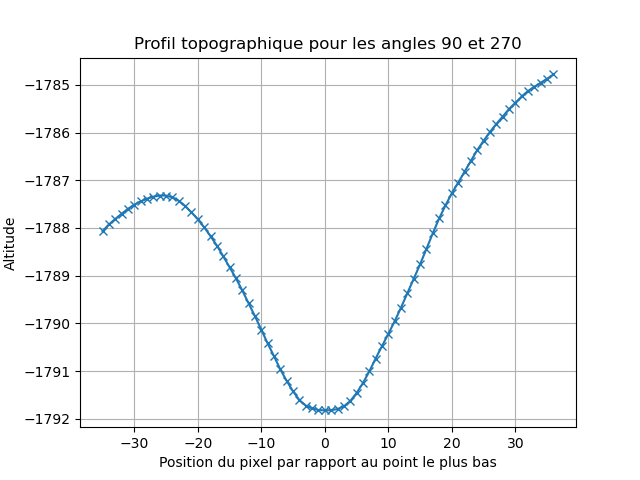 Profil topographique pour les angles 90 et 270
−1785
−1786
−1787
−1788
−1789
−1790
−1791
−1792
Altitude
−30 −20 −10 0 10 20 30
Position du pixel par rapport au point le plus bas